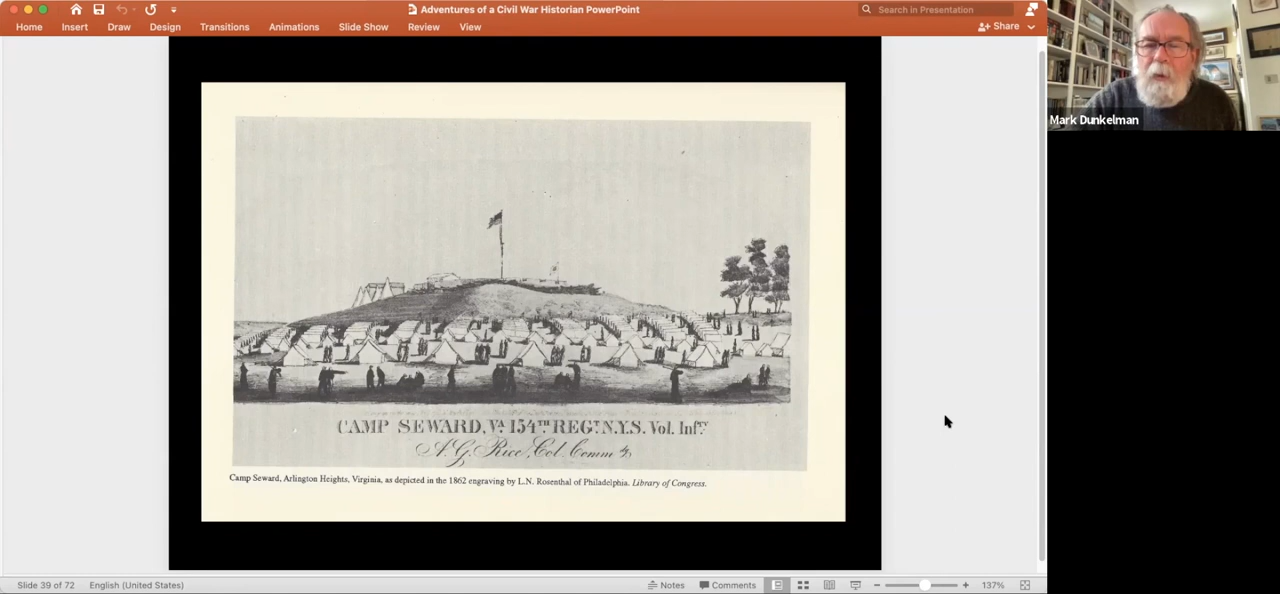 Adventures of a Civil War Historian PowerPoint
Search in Presentation
Home Insert Draw Design Transitions Animations Slide Show Review View
Share
Mark Dunkelman
CAMP SEWARD, Vᴬ 154ᵀᴴ REGᵀ N.Y.S. Vol. Infᵀʸ
A. G. Rice, Col. Comm'g
Camp Seward, Arlington Heights, Virginia, as depicted in the 1862 engraving by L.N. Rosenthal of Philadelphia. Library of Congress.
Slide 39 of 72 English (United States) Notes Comments 137%